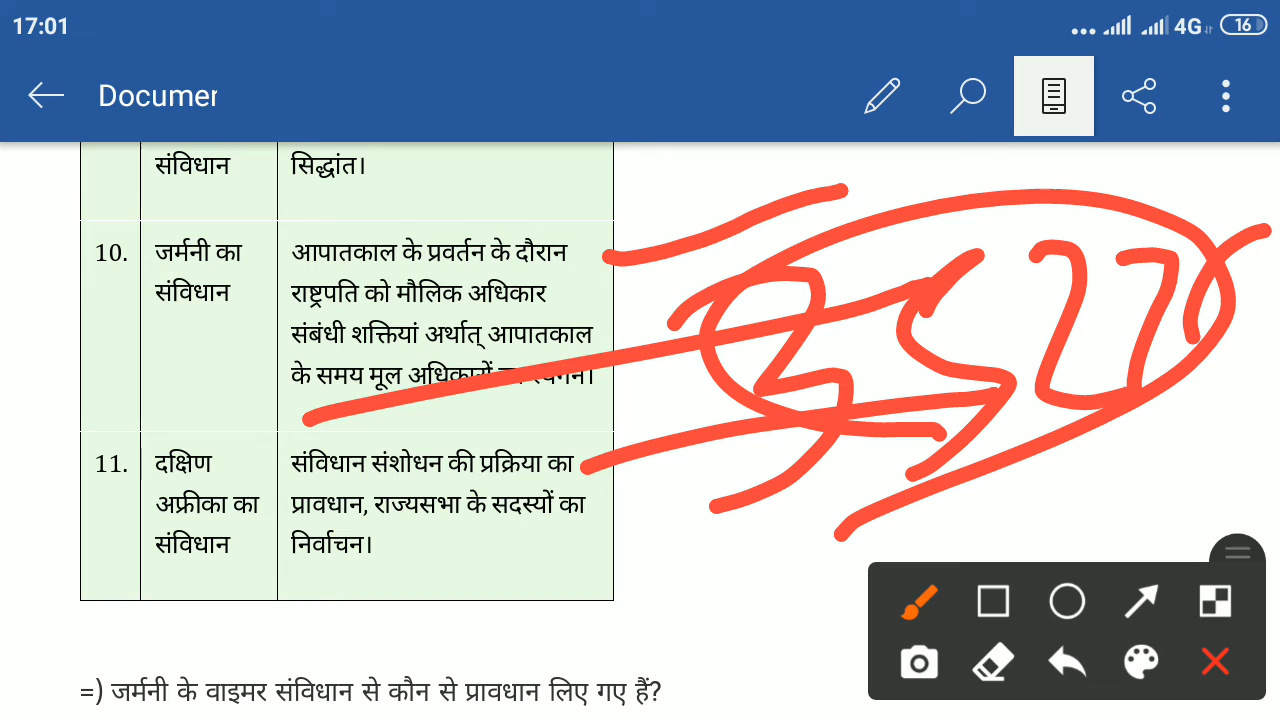 17:01
4G 16
Documer
संविधान
सिद्धांत।
10.
जर्मनी का
संविधान
आपातकाल के प्रवर्तन के दौरान
राष्ट्रपति को मौलिक अधिकार
संबंधी शक्तियां अर्थात् आपातकाल
के समय मूल अधिकारों
11.
दक्षिण
अफ्रीका का
संविधान
संविधान संशोधन की प्रक्रिया का
प्रावधान, राज्यसभा के सदस्यों का
निर्वाचन।
=) जर्मनी के वाइमर संविधान से कौन से प्रावधान लिए गए हैं?